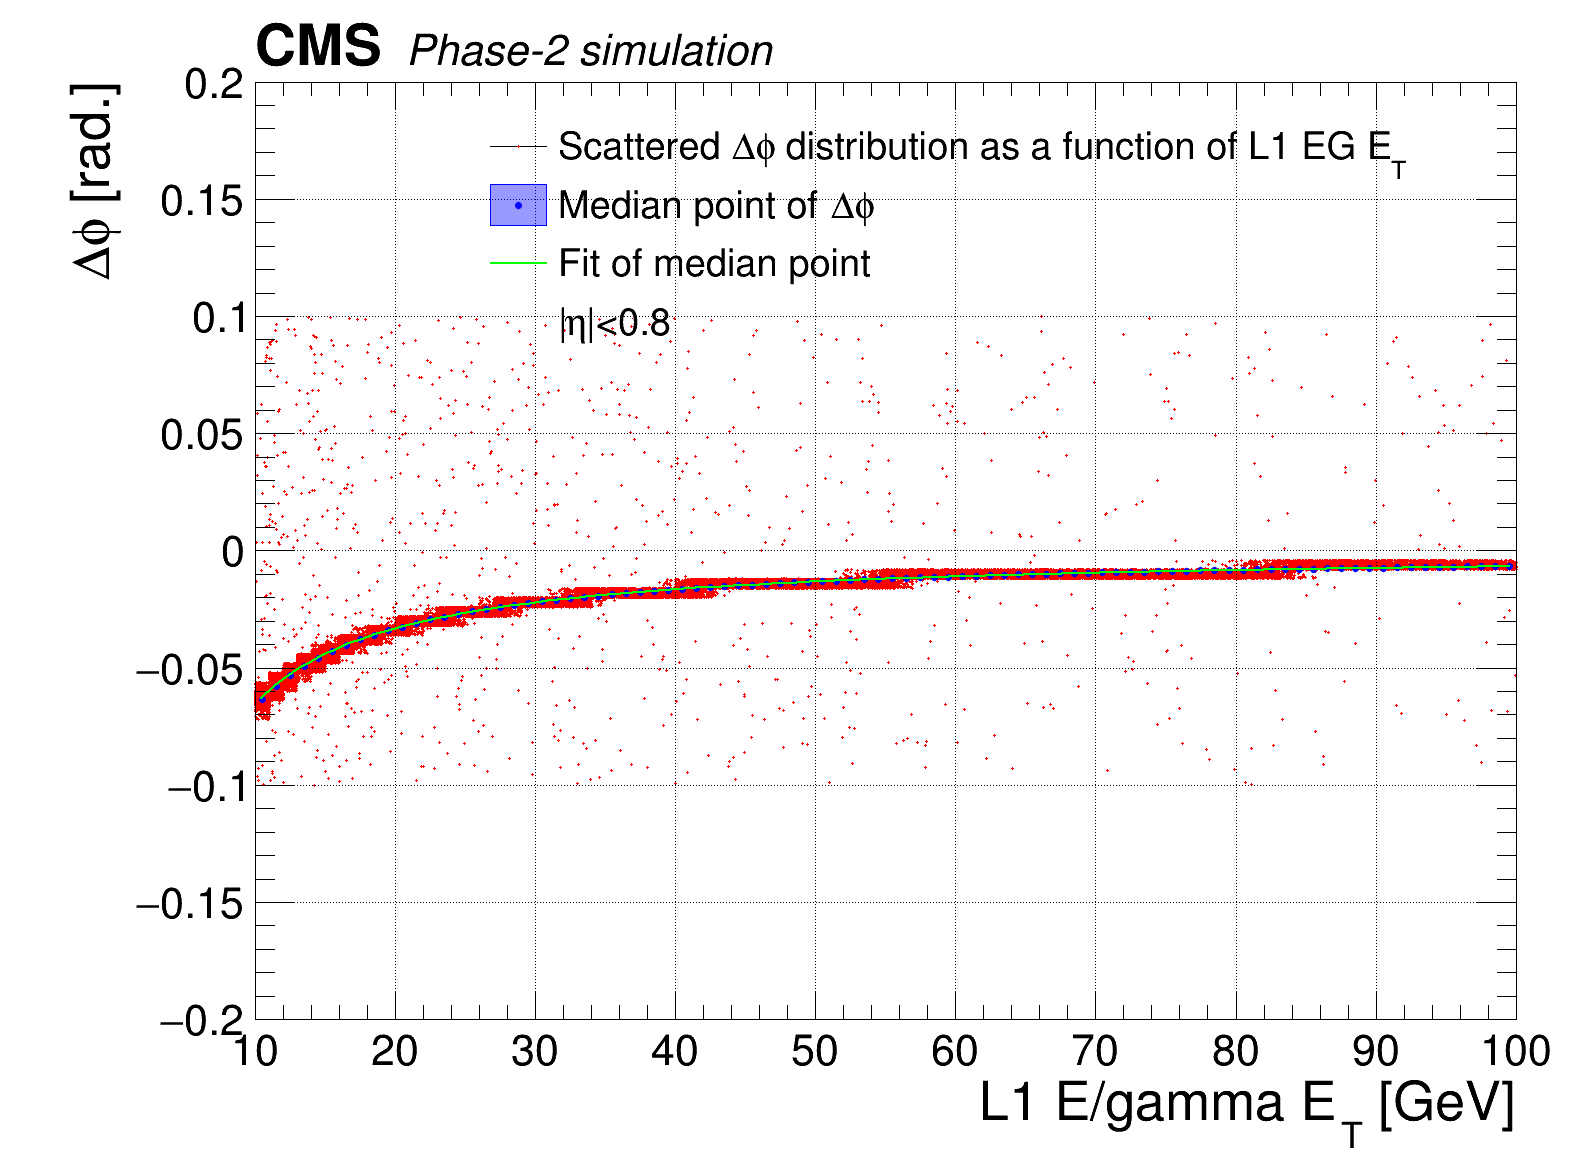 CMS Phase-2 simulation
Δϕ [rad.]
0.2
0.15
0.1
0.05
0
−0.05
−0.1
−0.15
−0.2
Scattered Δϕ distribution as a function of L1 EG E_T
Median point of Δϕ
Fit of median point
|η|<0.8
10 20 30 40 50 60 70 80 90 100
L1 E/gamma E_T [GeV]